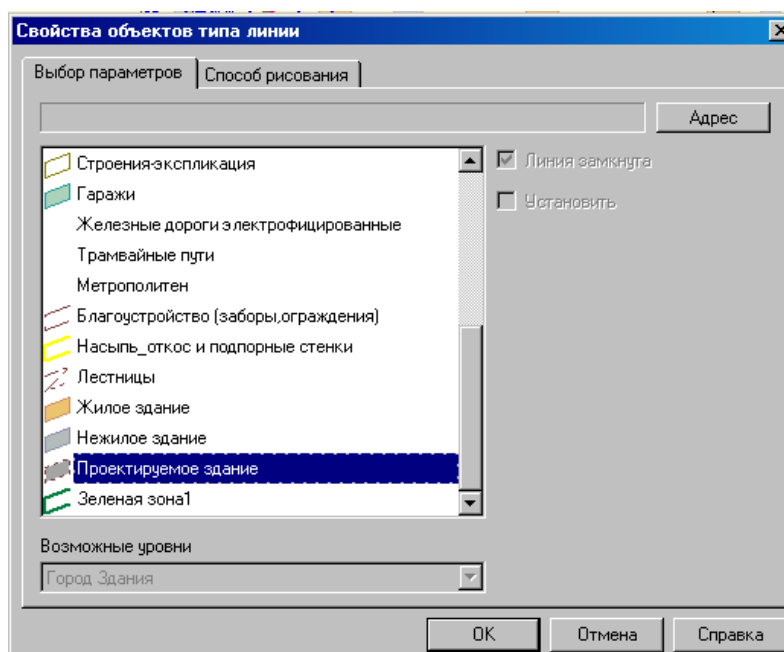 Свойства объектов типа линии
Выбор параметров Способ рисования
Адрес
Строения-экспликация
Гаражи
Железные дороги электрофицированные
Трамвайные пути
Метрополитен
Благоустройство (заборы,ограждения)
Насыпь_откос и подпорные стенки
Лестницы
Жилое здание
Нежилое здание
Проектируемое здание
Зеленая зона1
Линия замкнута
Установить
Возможные уровни
Город Здания
OK Отмена Справка